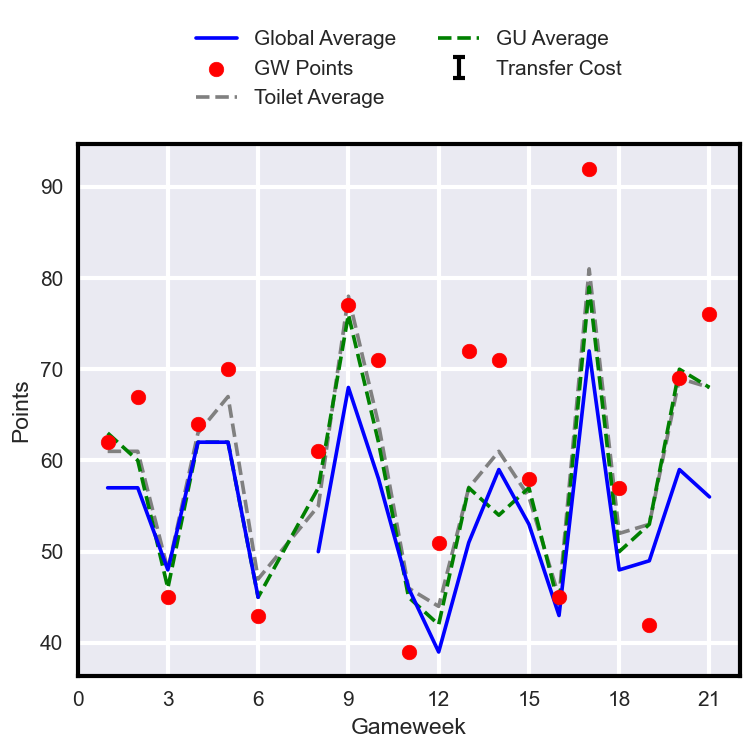 Global Average
GW Points
Toilet Average
GU Average
Transfer Cost
90
80
70
60
50
40
Points
0 3 6 9 12 15 18 21
Gameweek